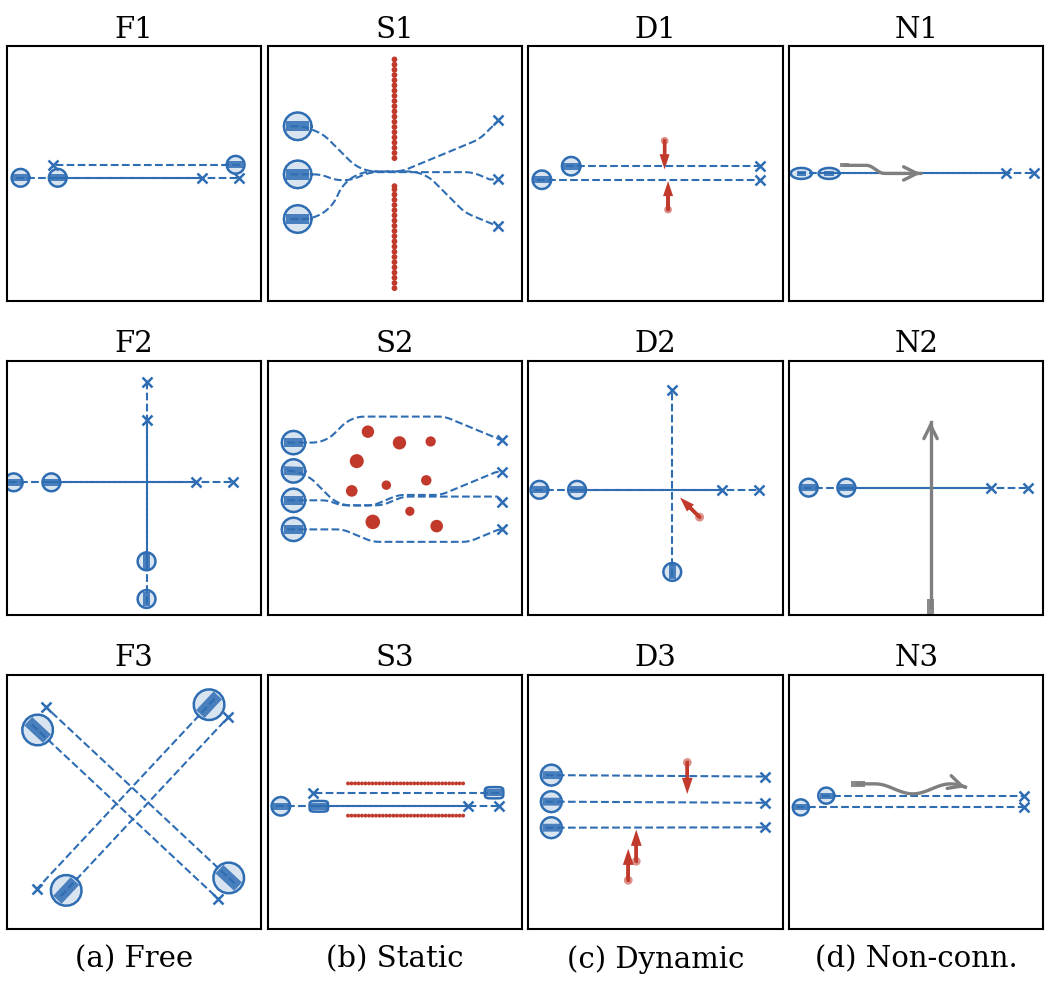 F1 S1 D1 N1
F2 S2 D2 N2
F3 S3 D3 N3
(a) Free (b) Static (c) Dynamic (d) Non-conn.